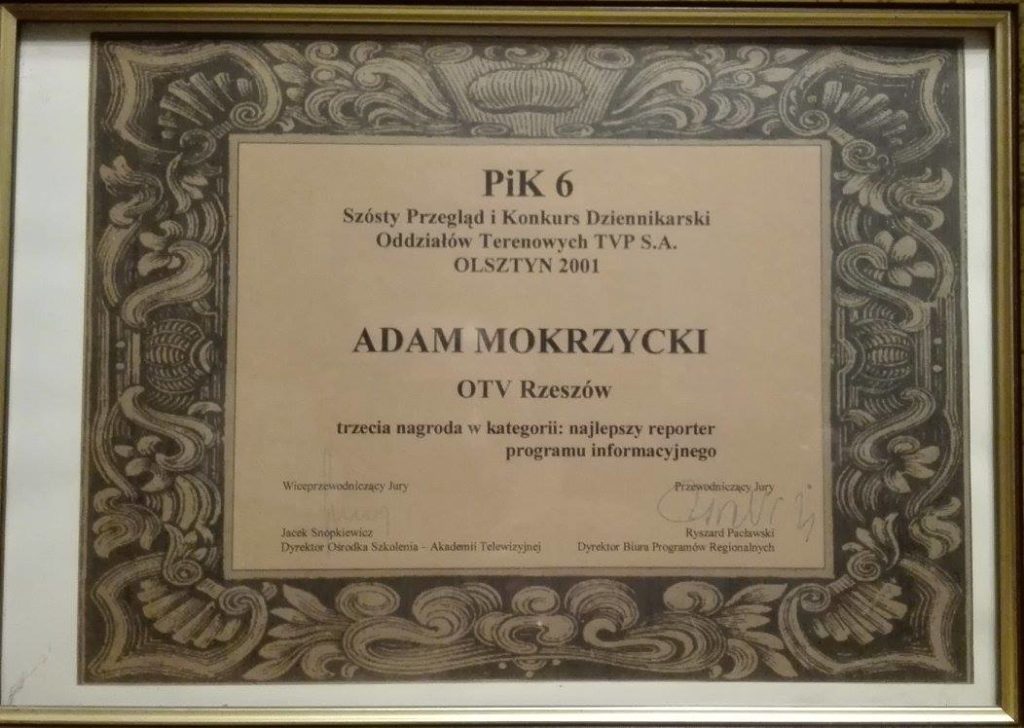 PiK 6
Szósty Przegląd i Konkurs Dziennikarski
Oddziałów Terenowych TVP S.A.
OLSZTYN 2001
ADAM MOKRZYCKI
OTV Rzeszów
trzecia nagroda w kategorii: najlepszy reporter
programu informacyjnego
Wiceprzewodniczący Jury
Przewodniczący Jury
Jacek Snopkiewicz
Ryszard Pacławski
Dyrektor Ośrodka Szkolenia – Akademii Telewizyjnej
Dyrektor Biura Programów Regionalnych